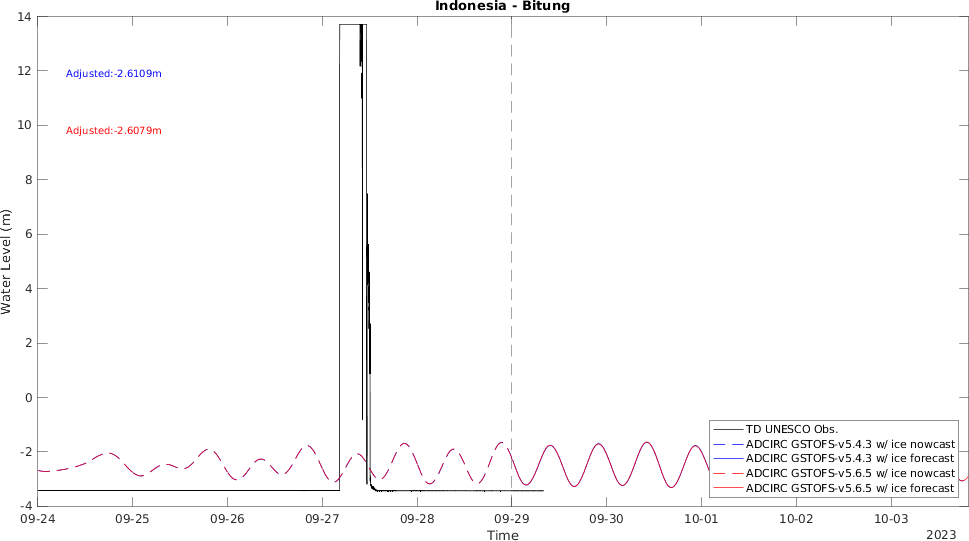 Indonesia - Bitung
14
12
10
8
6
4
2
0
-2
-4
Water Level (m)
Adjusted:-2.6109m
Adjusted:-2.6079m
TD UNESCO Obs.
ADCIRC GSTOFS-v5.4.3 w/ ice nowcast
ADCIRC GSTOFS-v5.4.3 w/ ice forecast
ADCIRC GSTOFS-v5.6.5 w/ ice nowcast
ADCIRC GSTOFS-v5.6.5 w/ ice forecast
09-24 09-25 09-26 09-27 09-28 09-29 09-30 10-01 10-02 10-03
Time
2023